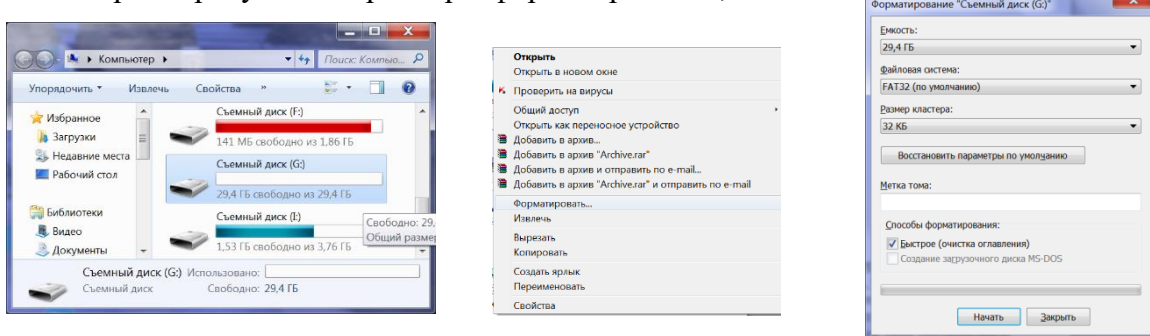 Форматирование "Съемный диск (G:)"
Компьютер
Поиск: Компью...
Упорядочить
Извлечь
Свойства
»
Избранное
Загрузки
Недавние места
Рабочий стол
Библиотеки
Видео
Документы
Съемный диск (F:)
141 МБ свободно из 1,86 ГБ
Съемный диск (G:)
29,4 ГБ свободно из 29,4 ГБ
Съемный диск (I:)
1,53 ГБ свободно из 3,76 ГБ
Свободно: 29,
Общий разме
Съемный диск (G:) Использовано:
Съемный диск Свободно: 29,4 ГБ
Открыть
Открыть в новом окне
Проверить на вирусы
Общий доступ
Открыть как переносное устройство
Добавить в архив...
Добавить в архив "Archive.rar"
Добавить в архив и отправить по e-mail...
Добавить в архив "Archive.rar" и отправить по e-mail
Форматировать...
Извлечь
Вырезать
Копировать
Создать ярлык
Переименовать
Свойства
Емкость:
29,4 ГБ
Файловая система:
FAT32 (по умолчанию)
Размер кластера:
32 КБ
Восстановить параметры по умолчанию
Метка тома:
Способы форматирования:
Быстрое (очистка оглавления)
Создание загрузочного диска MS-DOS
Начать
Закрыть